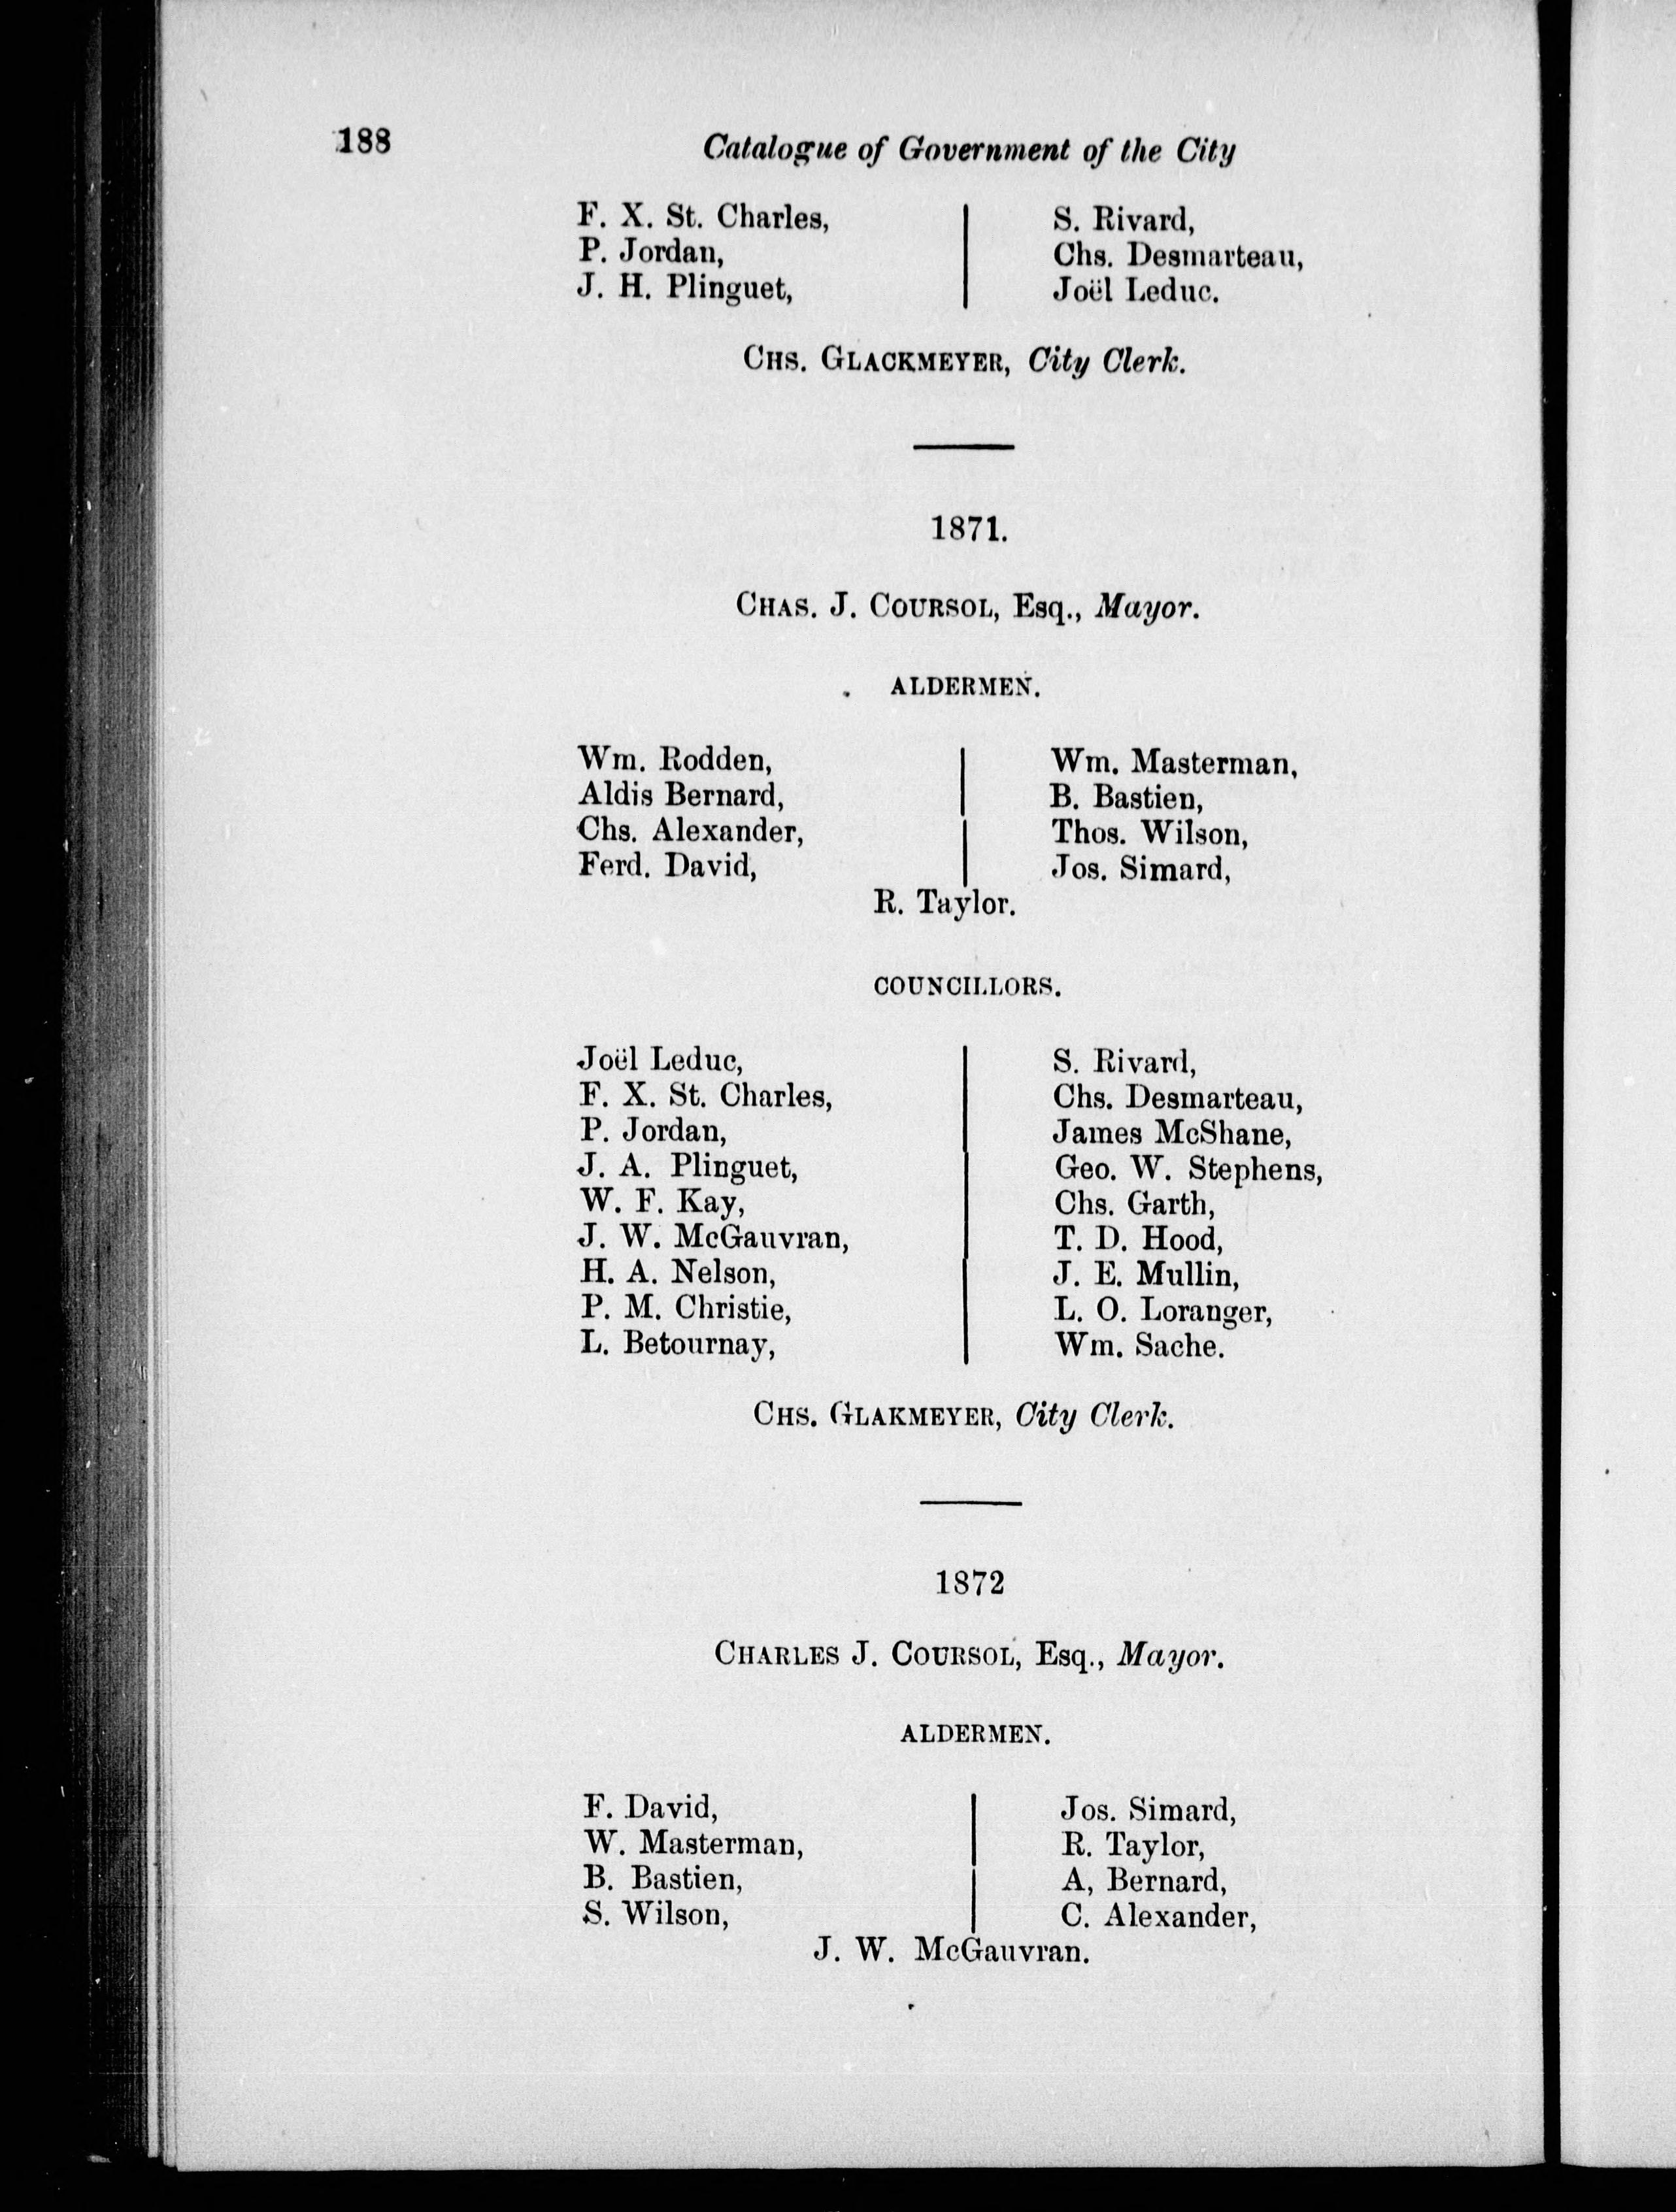 188
Catalogue of Government of the City
F. X. St. Charles,
P. Jordan,
J. H. Plinguet,
S. Rivard,
Chs. Desmarteau,
Joël Leduc.
CHS. GLACKMEYER, City Clerk.
1871.
CHAS. J. COURSOL, Esq., Mayor.
ALDERMEN.
Wm. Rodden,
Aldis Bernard,
Chs. Alexander,
Ferd. David,
Wm. Masterman,
B. Bastien,
Thos. Wilson,
Jos. Simard,
R. Taylor.
COUNCILLORS.
Joël Leduc,
F. X. St. Charles,
P. Jordan,
J. A. Plinguet,
W. F. Kay,
J. W. McGauvran,
H. A. Nelson,
P. M. Christie,
L. Betournay,
S. Rivard,
Chs. Desmarteau,
James McShane,
Geo. W. Stephens,
Chs. Garth,
T. D. Hood,
J. E. Mullin,
L. O. Loranger,
Wm. Sache.
CHS. GLAKMEYER, City Clerk.
1872
CHARLES J. COURSOL, Esq., Mayor.
ALDERMEN.
F. David,
W. Masterman,
B. Bastien,
S. Wilson,
Jos. Simard,
R. Taylor,
A, Bernard,
C. Alexander,
J. W. McGauvran.